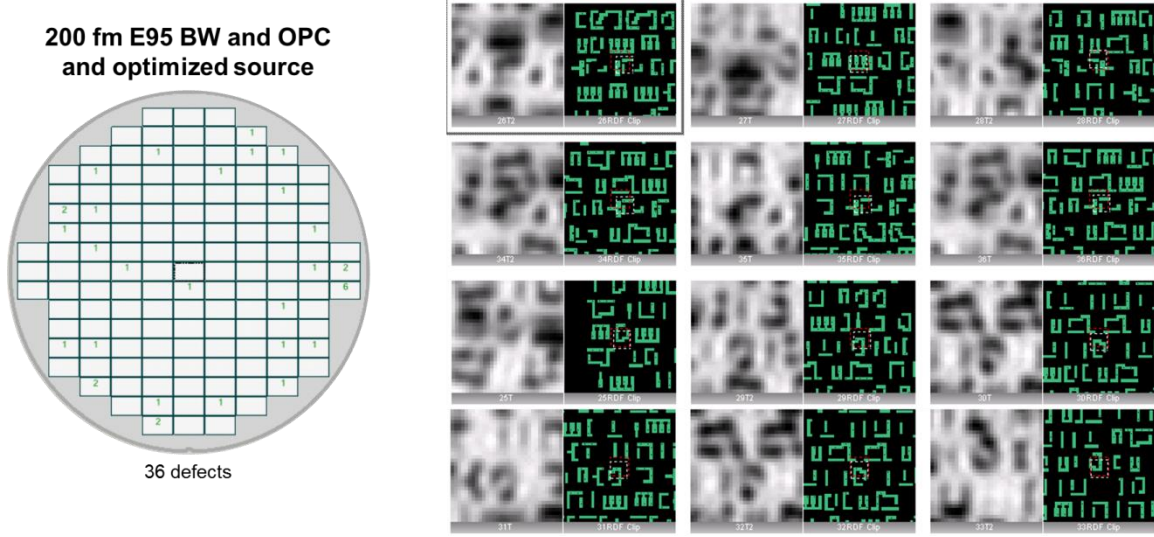 200 fm E95 BW and OPC
and optimized source
1
1 1 1
1 1
1
2 1
1 1
1
1 1 2
1 6
1
1 1 1 1
2 1
1 1
2
36 defects
26T2 26RDF Clip
27T 27RDF Clip
28T2 28RDF Clip
34T2 34RDF Clip
35T 35RDF Clip
36T 36RDF Clip
25T 25RDF Clip
29T2 29RDF Clip
30T 30RDF Clip
31T 31RDF Clip
32T2 32RDF Clip
33T2 33RDF Clip